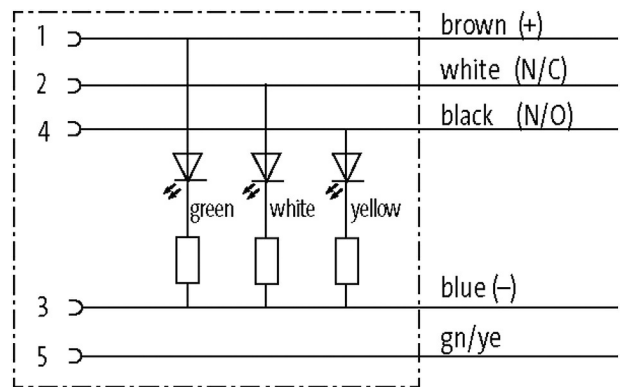 1 brown (+)
2 white (N/C)
4 black (N/O)
green white yellow
3 blue (–)
5 gn/ye